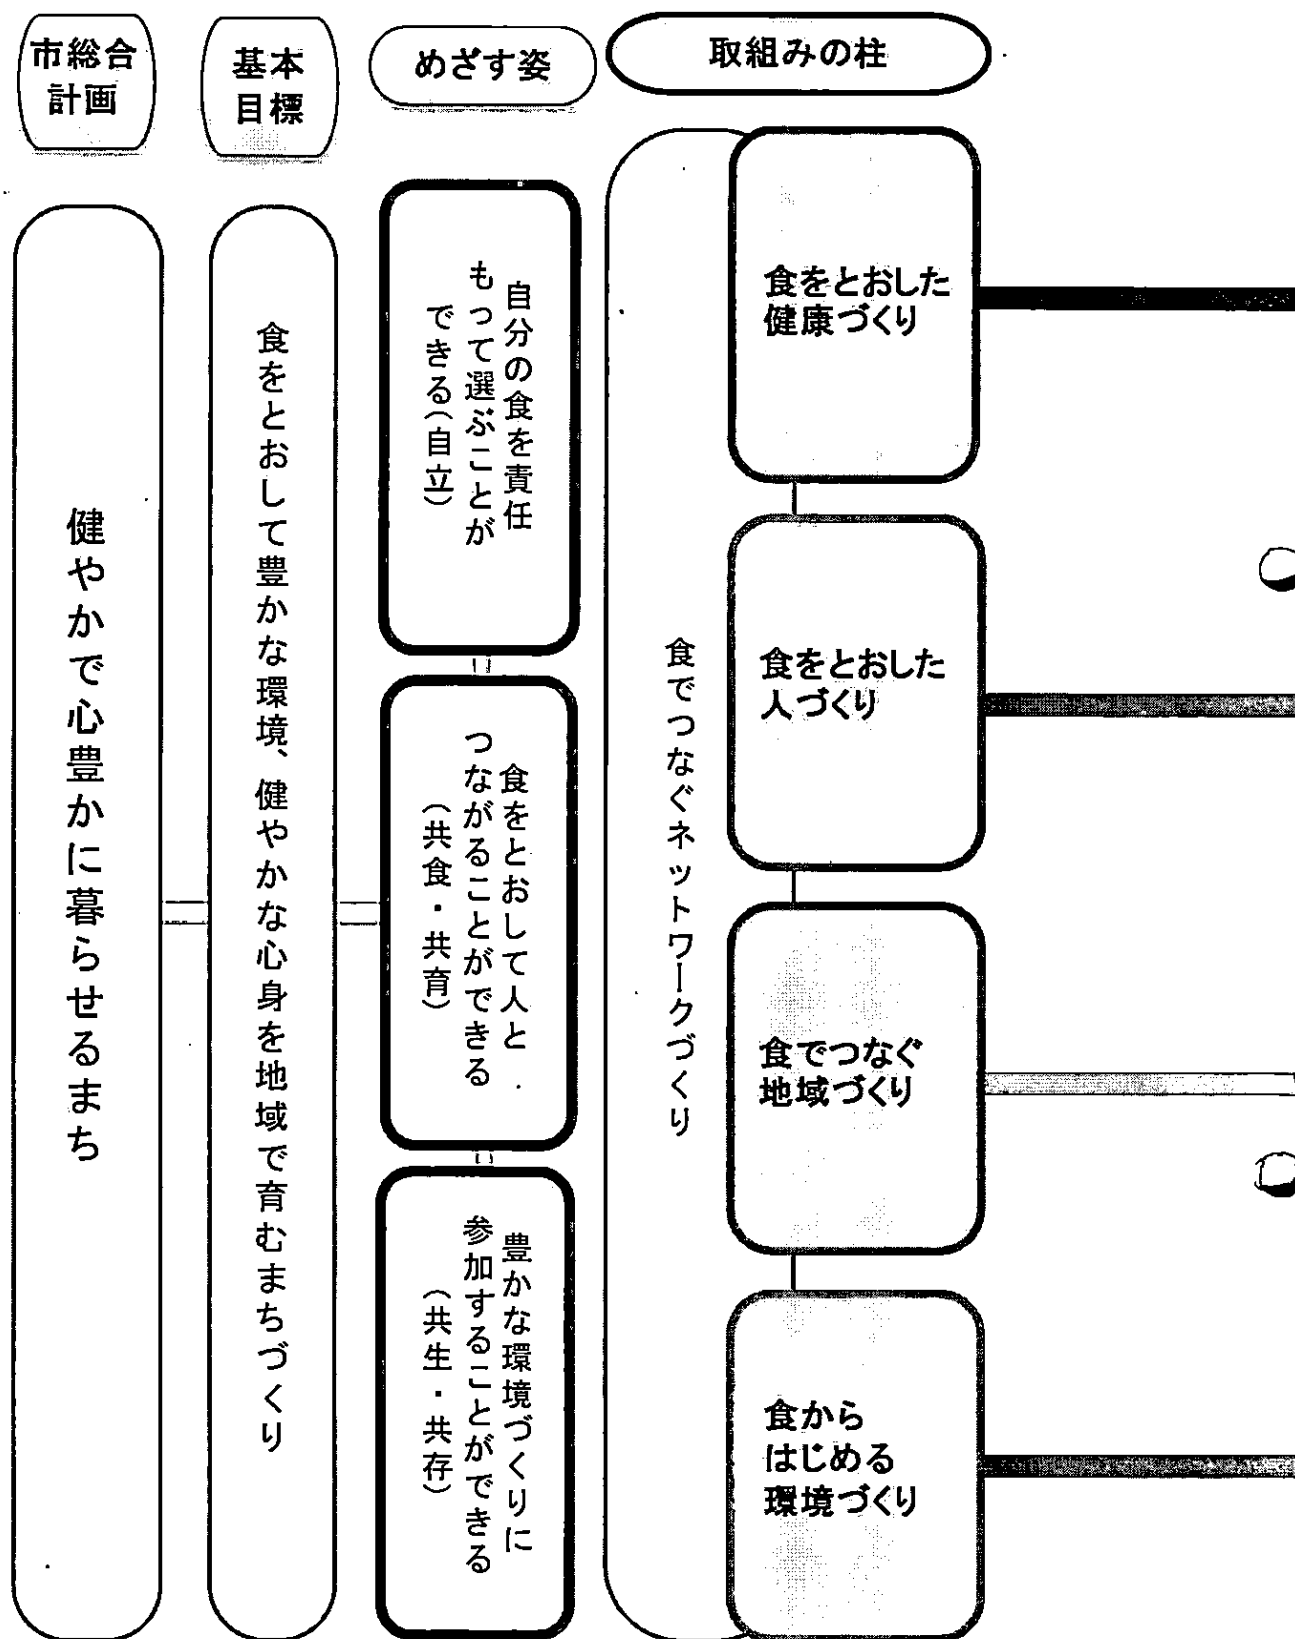 市総合
計画
基本
目標
めざす姿
取組みの柱
健やかで心豊かに暮らせるまち
食をとおして豊かな環境、健やかな心身を地域で育むまちづくり
自分の食を責任
もって選ぶことが
できる(自立)
食をとおして人と
つながることができる
(共食・共育)
豊かな環境づくりに
参加することができる
(共生・共存)
食でつなぐネットワークづくり
食をとおした
健康づくり
食をとおした
人づくり
食でつなぐ
地域づくり
食から
はじめる
環境づくり